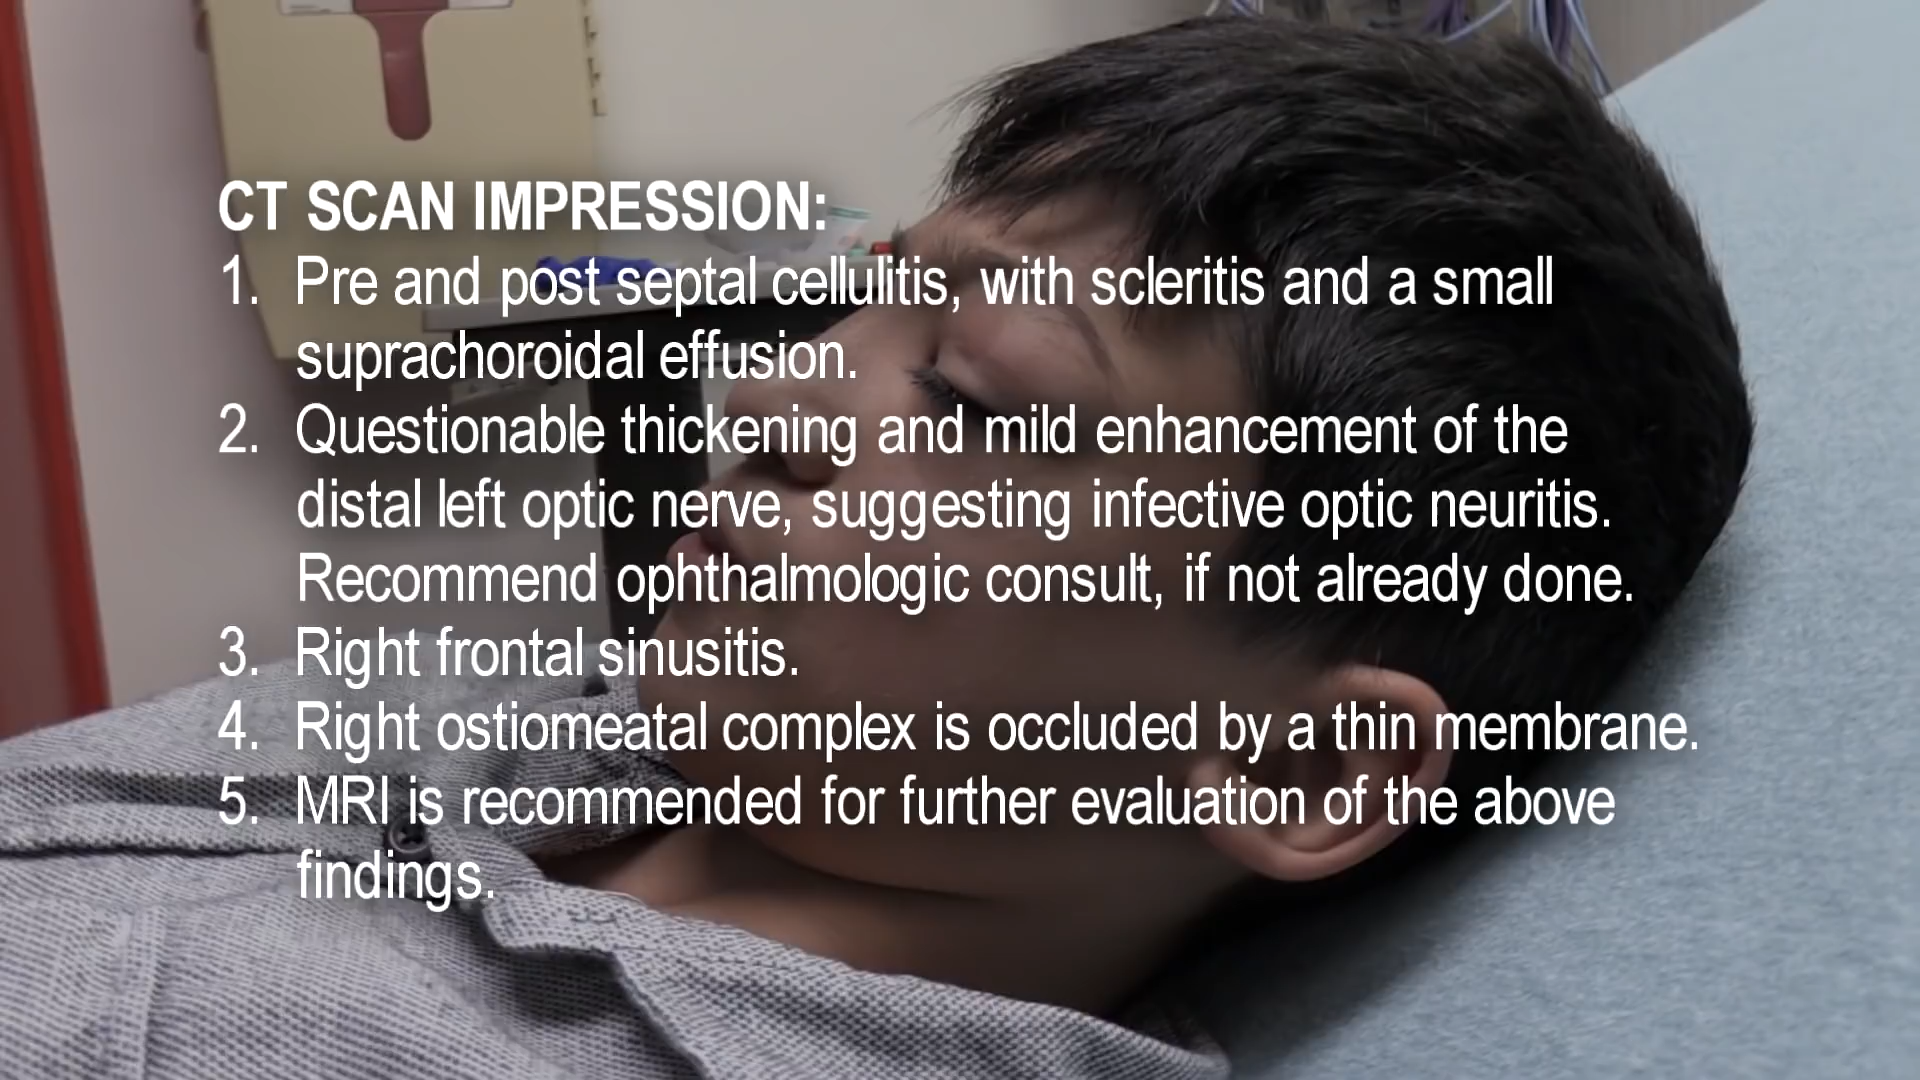 CT SCAN IMPRESSION:
1. Pre and post septal cellulitis, with scleritis and a small
suprachoroidal effusion.
2. Questionable thickening and mild enhancement of the
distal left optic nerve, suggesting infective optic neuritis.
Recommend ophthalmologic consult, if not already done.
3. Right frontal sinusitis.
4. Right ostiomeatal complex is occluded by a thin membrane.
5. MRI is recommended for further evaluation of the above
findings.